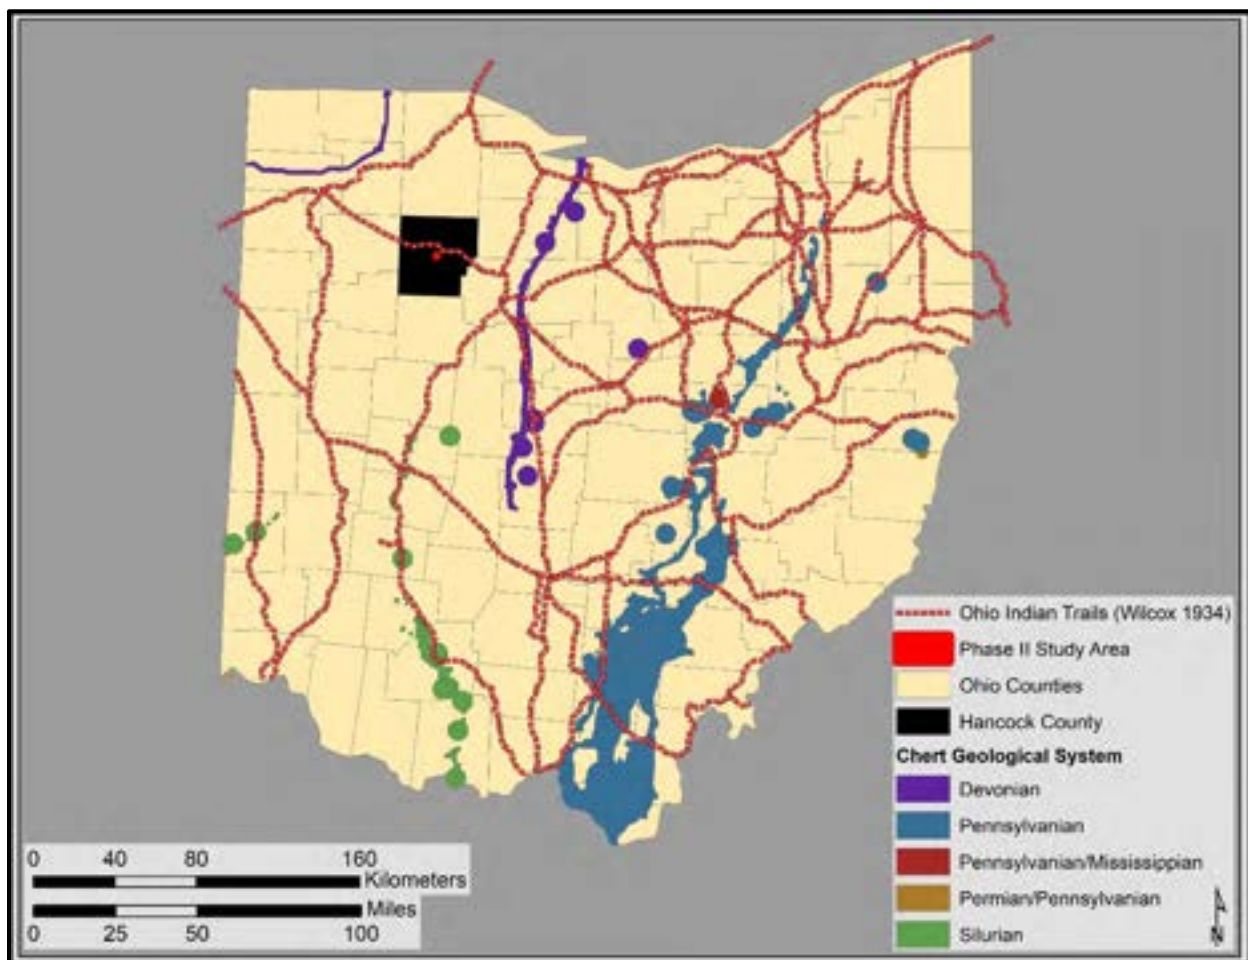 Ohio Indian Trails (Wilcox 1934)
Phase II Study Area
Ohio Counties
Hancock County
Chert Geological System
Devonian
Pennsylvanian
Pennsylvanian/Mississippian
Permian/Pennsylvanian
Silurian
N
0 40 80 160
Kilometers
Miles
0 25 50 100